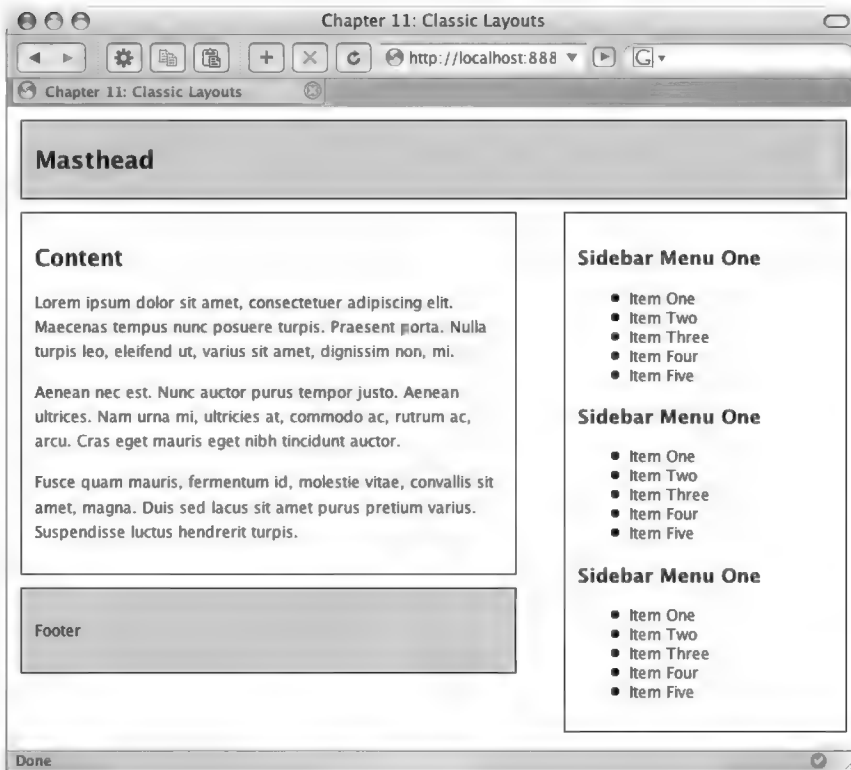 Chapter 11: Classic Layouts
http://localhost:888
G
Chapter 11: Classic Layouts
Masthead
Content
Lorem ipsum dolor sit amet, consectetuer adipiscing elit.
Maecenas tempus nunc posuere turpis. Praesent porta. Nulla
turpis leo, eleifend ut, varius sit amet, dignissim non, mi.
Aenean nec est. Nunc auctor purus tempor justo. Aenean
ultrices. Nam urna mi, ultricies at, commodo ac, rutrum ac,
arcu. Cras eget mauris eget nibh tincidunt auctor.
Fusce quam mauris, fermentum id, molestie vitae, convallis sit
amet, magna. Duis sed lacus sit amet purus pretium varius.
Suspendisse luctus hendrerit turpis.
Footer
Sidebar Menu One
Item One
Item Two
Item Three
Item Four
Item Five
Sidebar Menu One
Item One
Item Two
Item Three
Item Four
Item Five
Sidebar Menu One
Item One
Item Two
Item Three
Item Four
Item Five
Done